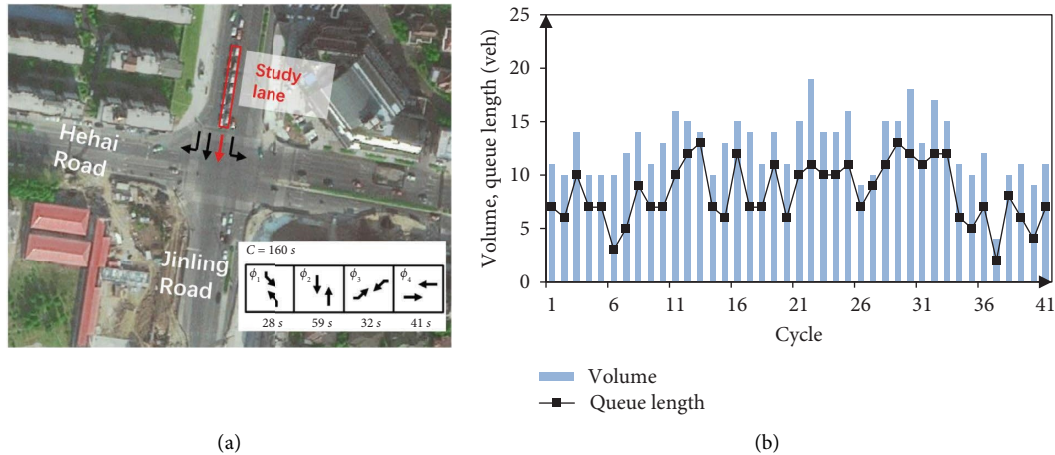 Study
lane
Hehai
Road
Jinling
Road
C = 160 s
ϕ1 ϕ2 ϕ3 ϕ4
28 s 59 s 32 s 41 s
(a)
Volume, queue length (veh)
25
20
15
10
5
0
1 6 11 16 21 26 31 36 41
Cycle
Volume
Queue length
(b)